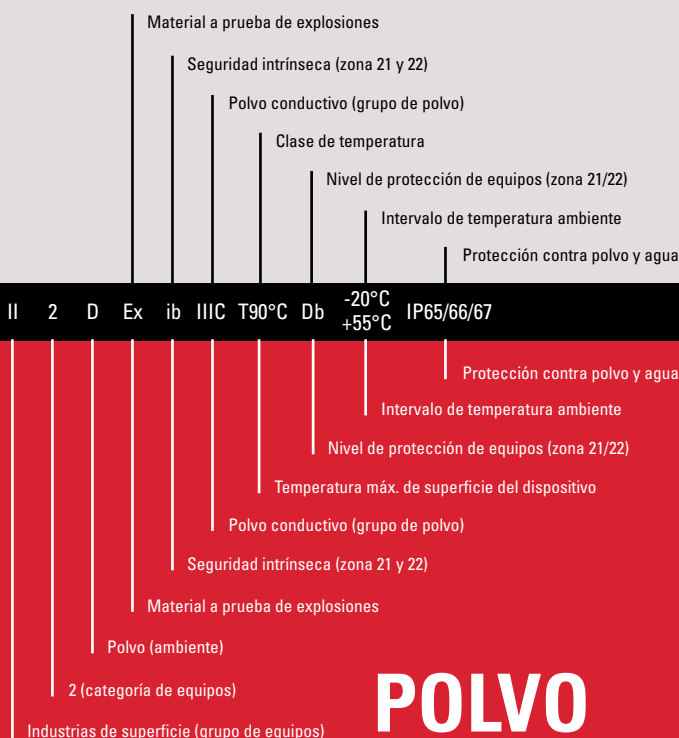 Material a prueba de explosiones
Seguridad intrínseca (zona 21 y 22)
Polvo conductivo (grupo de polvo)
Clase de temperatura
Nivel de protección de equipos (zona 21/22)
Intervalo de temperatura ambiente
Protección contra polvo y agua
II 2 D Ex ib IIIC T90°C Db -20°C +55°C IP65/66/67
Protección contra polvo y agua
Intervalo de temperatura ambiente
Nivel de protección de equipos (zona 21/22)
Temperatura máx. de superficie del dispositivo
Polvo conductivo (grupo de polvo)
Seguridad intrínseca (zona 21 y 22)
Material a prueba de explosiones
Polvo (ambiente)
2 (categoría de equipos)
Industrias de superficie (grupo de equipos)
POLVO